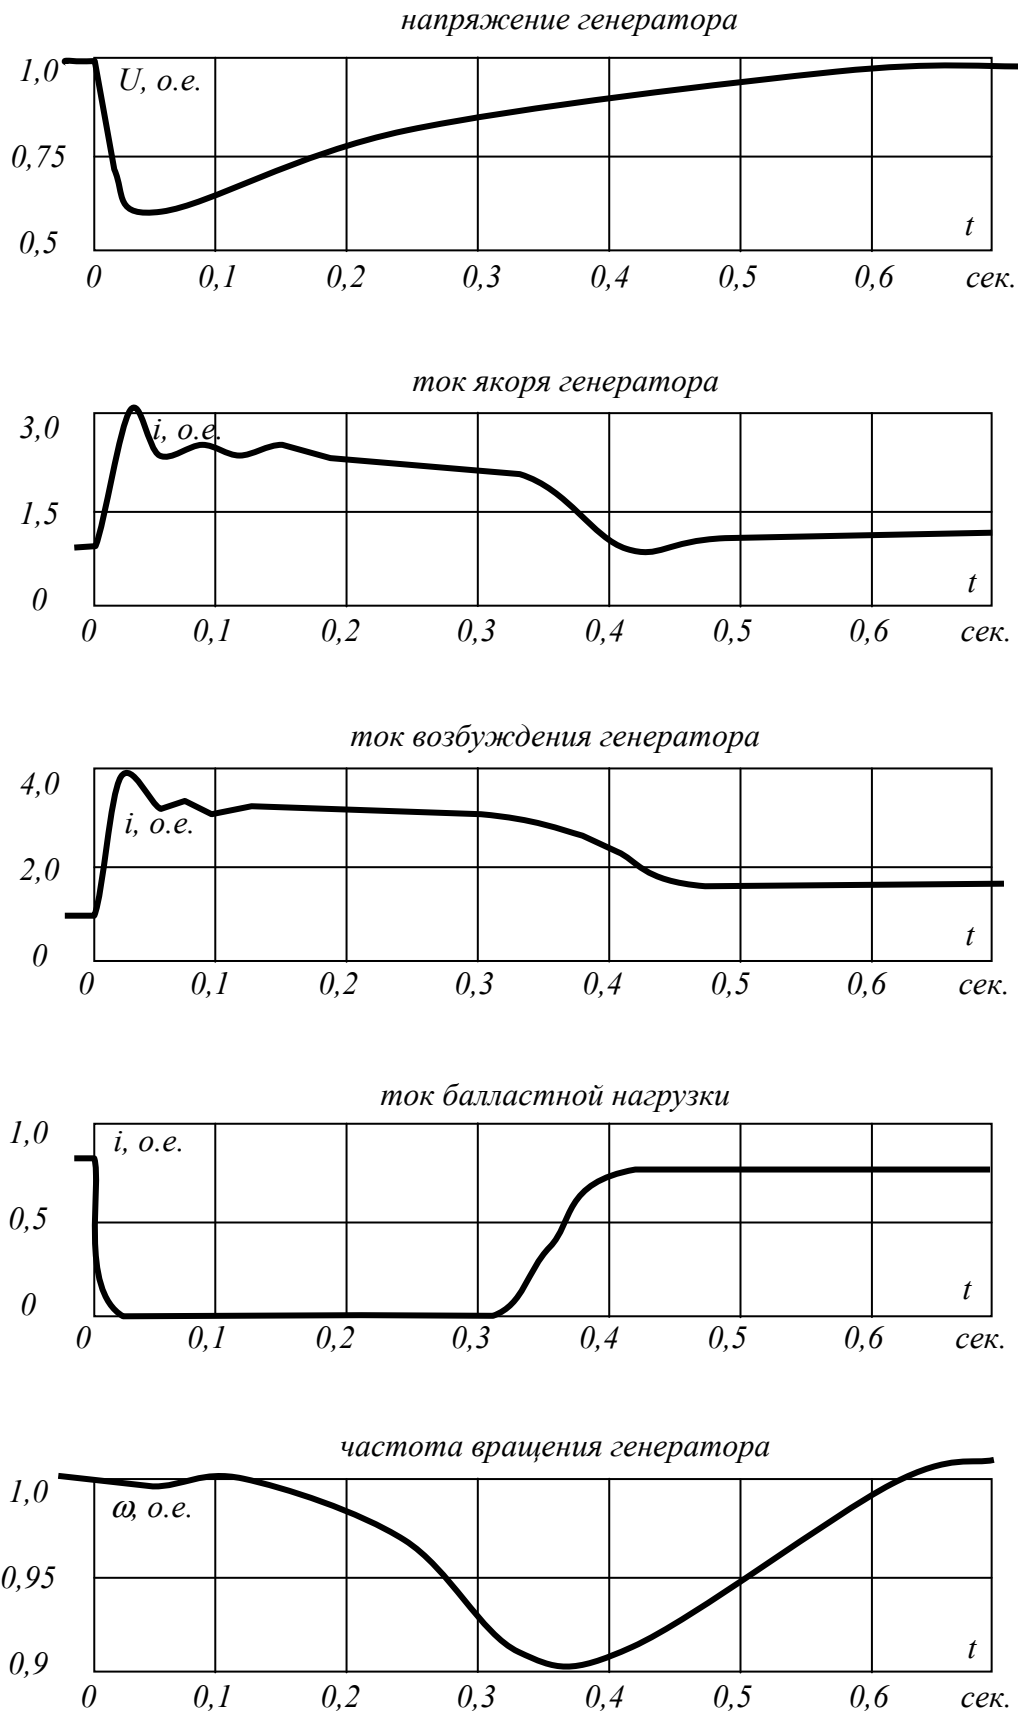 напряжение генератора
1,0
U, о.е.
0,75
t
0,5
0 0,1 0,2 0,3 0,4 0,5 0,6 сек.
ток якоря генератора
3,0
i, о.е.
1,5
t
0
0 0,1 0,2 0,3 0,4 0,5 0,6 сек.
ток возбуждения генератора
4,0
i, о.е.
2,0
t
0
0 0,1 0,2 0,3 0,4 0,5 0,6 сек.
ток балластной нагрузки
1,0
i, о.е.
0,5
t
0
0 0,1 0,2 0,3 0,4 0,5 0,6 сек.
частота вращения генератора
1,0
ω, о.е.
0,95
t
0,9
0 0,1 0,2 0,3 0,4 0,5 0,6 сек.